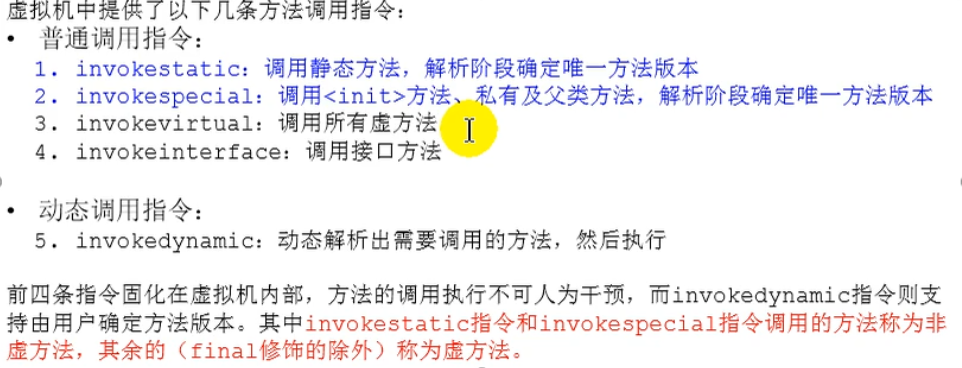 虚拟机中提供了以下几条方法调用指令：
• 普通调用指令：
1. invokestatic：调用静态方法，解析阶段确定唯一方法版本
2. invokespecial：调用<init>方法、私有及父类方法，解析阶段确定唯一方法版本
3. invokevirtual：调用所有虚方法
4. invokeinterface：调用接口方法
• 动态调用指令：
5. invokedynamic：动态解析出需要调用的方法，然后执行
前四条指令固化在虚拟机内部，方法的调用执行不可人为干预，而invokedynamic指令则支
持由用户确定方法版本。其中invokestatic指令和invokespecial指令调用的方法称为非
虚方法，其余的（final修饰的除外）称为虚方法。